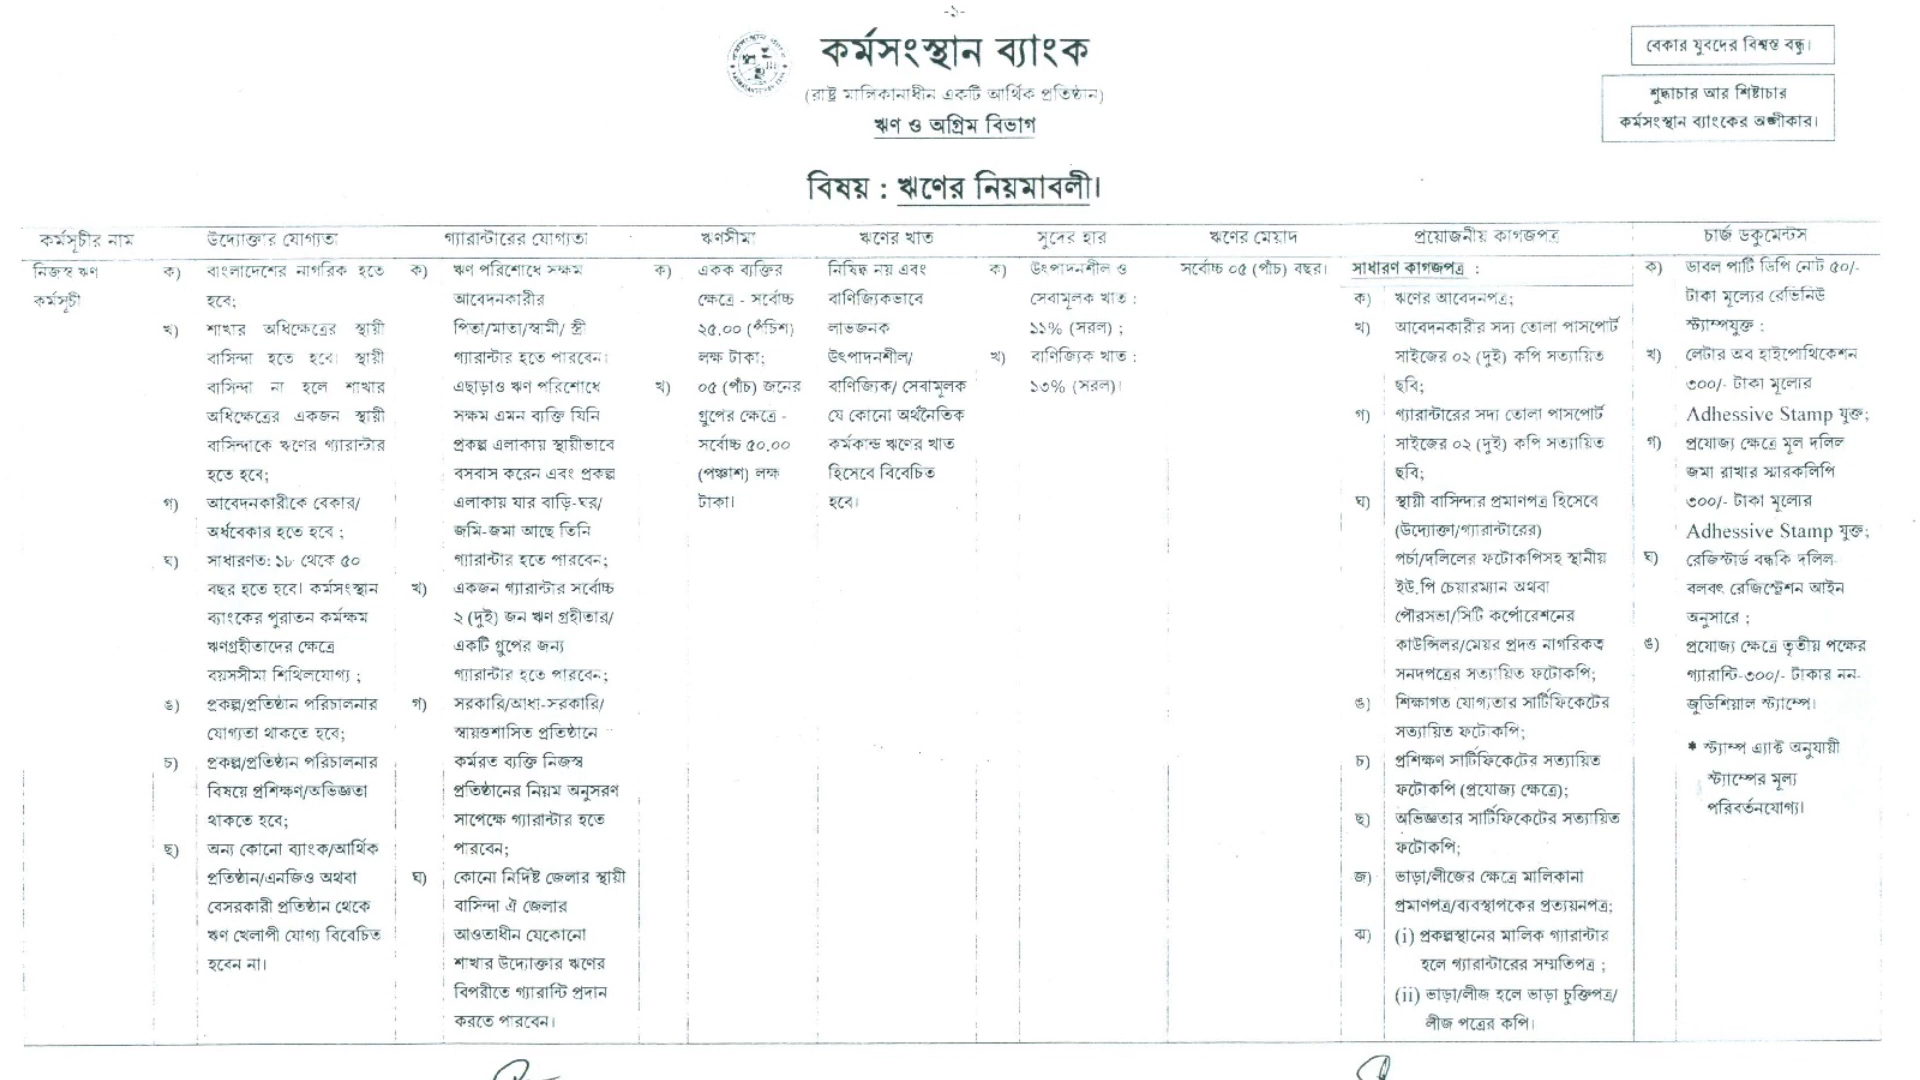 -১-
কর্মসংস্থান ব্যাংক
(রাষ্ট্র মালিকানাধীন একটি আর্থিক প্রতিষ্ঠান)
ঋণ ও অগ্রিম বিভাগ
বেকার যুবদের বিশ্বস্ত বন্ধু।
শুদ্ধাচার আর শিষ্টাচার
কর্মসংস্থান ব্যাংকের অঙ্গীকার।
বিষয় : ঋণের নিয়মাবলী।
কর্মসূচীর নাম
নিজস্ব ঋণ
কর্মসূচী
উদ্যোক্তার যোগ্যতা
ক) বাংলাদেশের নাগরিক হতে
হবে;
খ) শাখার অধিক্ষেত্রের স্থায়ী
বাসিন্দা হতে হবে। স্থায়ী
বাসিন্দা না হলে শাখার
অধিক্ষেত্রের একজন স্থায়ী
বাসিন্দাকে ঋণের গ্যারান্টার
হতে হবে;
গ) আবেদনকারীকে বেকার/
অর্ধবেকার হতে হবে ;
ঘ) সাধারণত: ১৮ থেকে ৫০
বছর হতে হবে। কর্মসংস্থান
ব্যাংকের পুরাতন কর্মক্ষম
ঋণগ্রহীতাদের ক্ষেত্রে
বয়সসীমা শিথিলযোগ্য ;
ঙ) প্রকল্প/প্রতিষ্ঠান পরিচালনার
যোগ্যতা থাকতে হবে;
চ) প্রকল্প/প্রতিষ্ঠান পরিচালনার
বিষয়ে প্রশিক্ষণ/অভিজ্ঞতা
থাকতে হবে;
ছ) অন্য কোনো ব্যাংক/আর্থিক
প্রতিষ্ঠান/এনজিও অথবা
বেসরকারী প্রতিষ্ঠান থেকে
ঋণ খেলাপী যোগ্য বিবেচিত
হবেন না।
গ্যারান্টারের যোগ্যতা
ক) ঋণ পরিশোধে সক্ষম
আবেদনকারীর
পিতা/মাতা/স্বামী/ স্ত্রী
গ্যারান্টার হতে পারবেন।
এছাড়াও ঋণ পরিশোধে
সক্ষম এমন ব্যক্তি যিনি
প্রকল্প এলাকায় স্থায়ীভাবে
বসবাস করেন এবং প্রকল্প
এলাকায় যার বাড়ি-ঘর/
জমি-জমা আছে তিনি
গ্যারান্টার হতে পারবেন;
খ) একজন গ্যারান্টার সর্বোচ্চ
২ (দুই) জন ঋণ গ্রহীতার/
একটি গ্রুপের জন্য
গ্যারান্টার হতে পারবেন;
গ) সরকারি/আধা-সরকারি/
স্বায়ত্তশাসিত প্রতিষ্ঠানে
কর্মরত ব্যক্তি নিজস্ব
প্রতিষ্ঠানের নিয়ম অনুসরণ
সাপেক্ষে গ্যারান্টার হতে
পারবেন;
ঘ) কোনো নির্দিষ্ট জেলার স্থায়ী
বাসিন্দা ঐ জেলার
আওতাধীন যেকোনো
শাখার উদ্যোক্তার ঋণের
বিপরীতে গ্যারান্টি প্রদান
করতে পারবেন।
ঋণসীমা
ক) একক ব্যক্তির
ক্ষেত্রে - সর্বোচ্চ
২৫.০০ (পঁচিশ)
লক্ষ টাকা;
খ) ০৫ (পাঁচ) জনের
গ্রুপের ক্ষেত্রে -
সর্বোচ্চ ৫০.০০
(পঞ্চাশ) লক্ষ
টাকা।
ঋণের খাত
নিষিদ্ধ নয় এবং
বাণিজ্যিকভাবে
লাভজনক
উৎপাদনশীল/
বাণিজ্যিক/ সেবামূলক
যে কোনো অর্থনৈতিক
কর্মকান্ড ঋণের খাত
হিসেবে বিবেচিত
হবে।
সুদের হার
ক) উৎপাদনশীল ও
সেবামূলক খাত :
১১% (সরল) ;
খ) বাণিজ্যিক খাত :
১৩% (সরল)।
ঋণের মেয়াদ
সর্বোচ্চ ০৫ (পাঁচ) বছর।
প্রয়োজনীয় কাগজপত্র
সাধারণ কাগজপত্র :
ক) ঋণের আবেদনপত্র;
খ) আবেদনকারীর সদ্য তোলা পাসপোর্ট
সাইজের ০২ (দুই) কপি সত্যায়িত
ছবি;
গ) গ্যারান্টারের সদ্য তোলা পাসপোর্ট
সাইজের ০২ (দুই) কপি সত্যায়িত
ছবি;
ঘ) স্থায়ী বাসিন্দার প্রমাণপত্র হিসেবে
(উদ্যোক্তা/গ্যারান্টারের)
পর্চা/দলিলের ফটোকপিসহ স্থানীয়
ইউ.পি চেয়ারম্যান অথবা
পৌরসভা/সিটি কর্পোরেশনের
কাউন্সিলর/মেয়র প্রদত্ত নাগরিকত্ব
সনদপত্রের সত্যায়িত ফটোকপি;
ঙ) শিক্ষাগত যোগ্যতার সার্টিফিকেটের
সত্যায়িত ফটোকপি;
চ) প্রশিক্ষণ সার্টিফিকেটের সত্যায়িত
ফটোকপি (প্রযোজ্য ক্ষেত্রে);
ছ) অভিজ্ঞতার সার্টিফিকেটের সত্যায়িত
ফটোকপি;
জ) ভাড়া/লীজের ক্ষেত্রে মালিকানা
প্রমাণপত্র/ব্যবস্থাপকের প্রত্যয়নপত্র;
ঝ) (i) প্রকল্পস্থানের মালিক গ্যারান্টার
হলে গ্যারান্টারের সম্মতিপত্র ;
(ii) ভাড়া/লীজ হলে ভাড়া চুক্তিপত্র/
লীজ পত্রের কপি।
চার্জ ডকুমেন্টস
ক) ডাবল পার্টি ডিপি নোট ৫০/-
টাকা মূল্যের রেভিনিউ
স্ট্যাম্পযুক্ত :
খ) লেটার অব হাইপোথিকেশন
৩০০/- টাকা মূল্যের
Adhessive Stamp যুক্ত;
গ) প্রযোজ্য ক্ষেত্রে মূল দলিল
জমা রাখার স্মারকলিপি
৩০০/- টাকা মূল্যের
Adhessive Stamp যুক্ত;
ঘ) রেজিস্টার্ড বন্ধকি দলিল-
বলবৎ রেজিস্ট্রেশন আইন
অনুসারে ;
ঙ) প্রযোজ্য ক্ষেত্রে তৃতীয় পক্ষের
গ্যারান্টি-৩০০/- টাকার নন-
জুডিশিয়াল স্ট্যাম্পে।
* স্ট্যাম্প এ্যাক্ট অনুযায়ী
স্ট্যাম্পের মূল্য
পরিবর্তনযোগ্য।